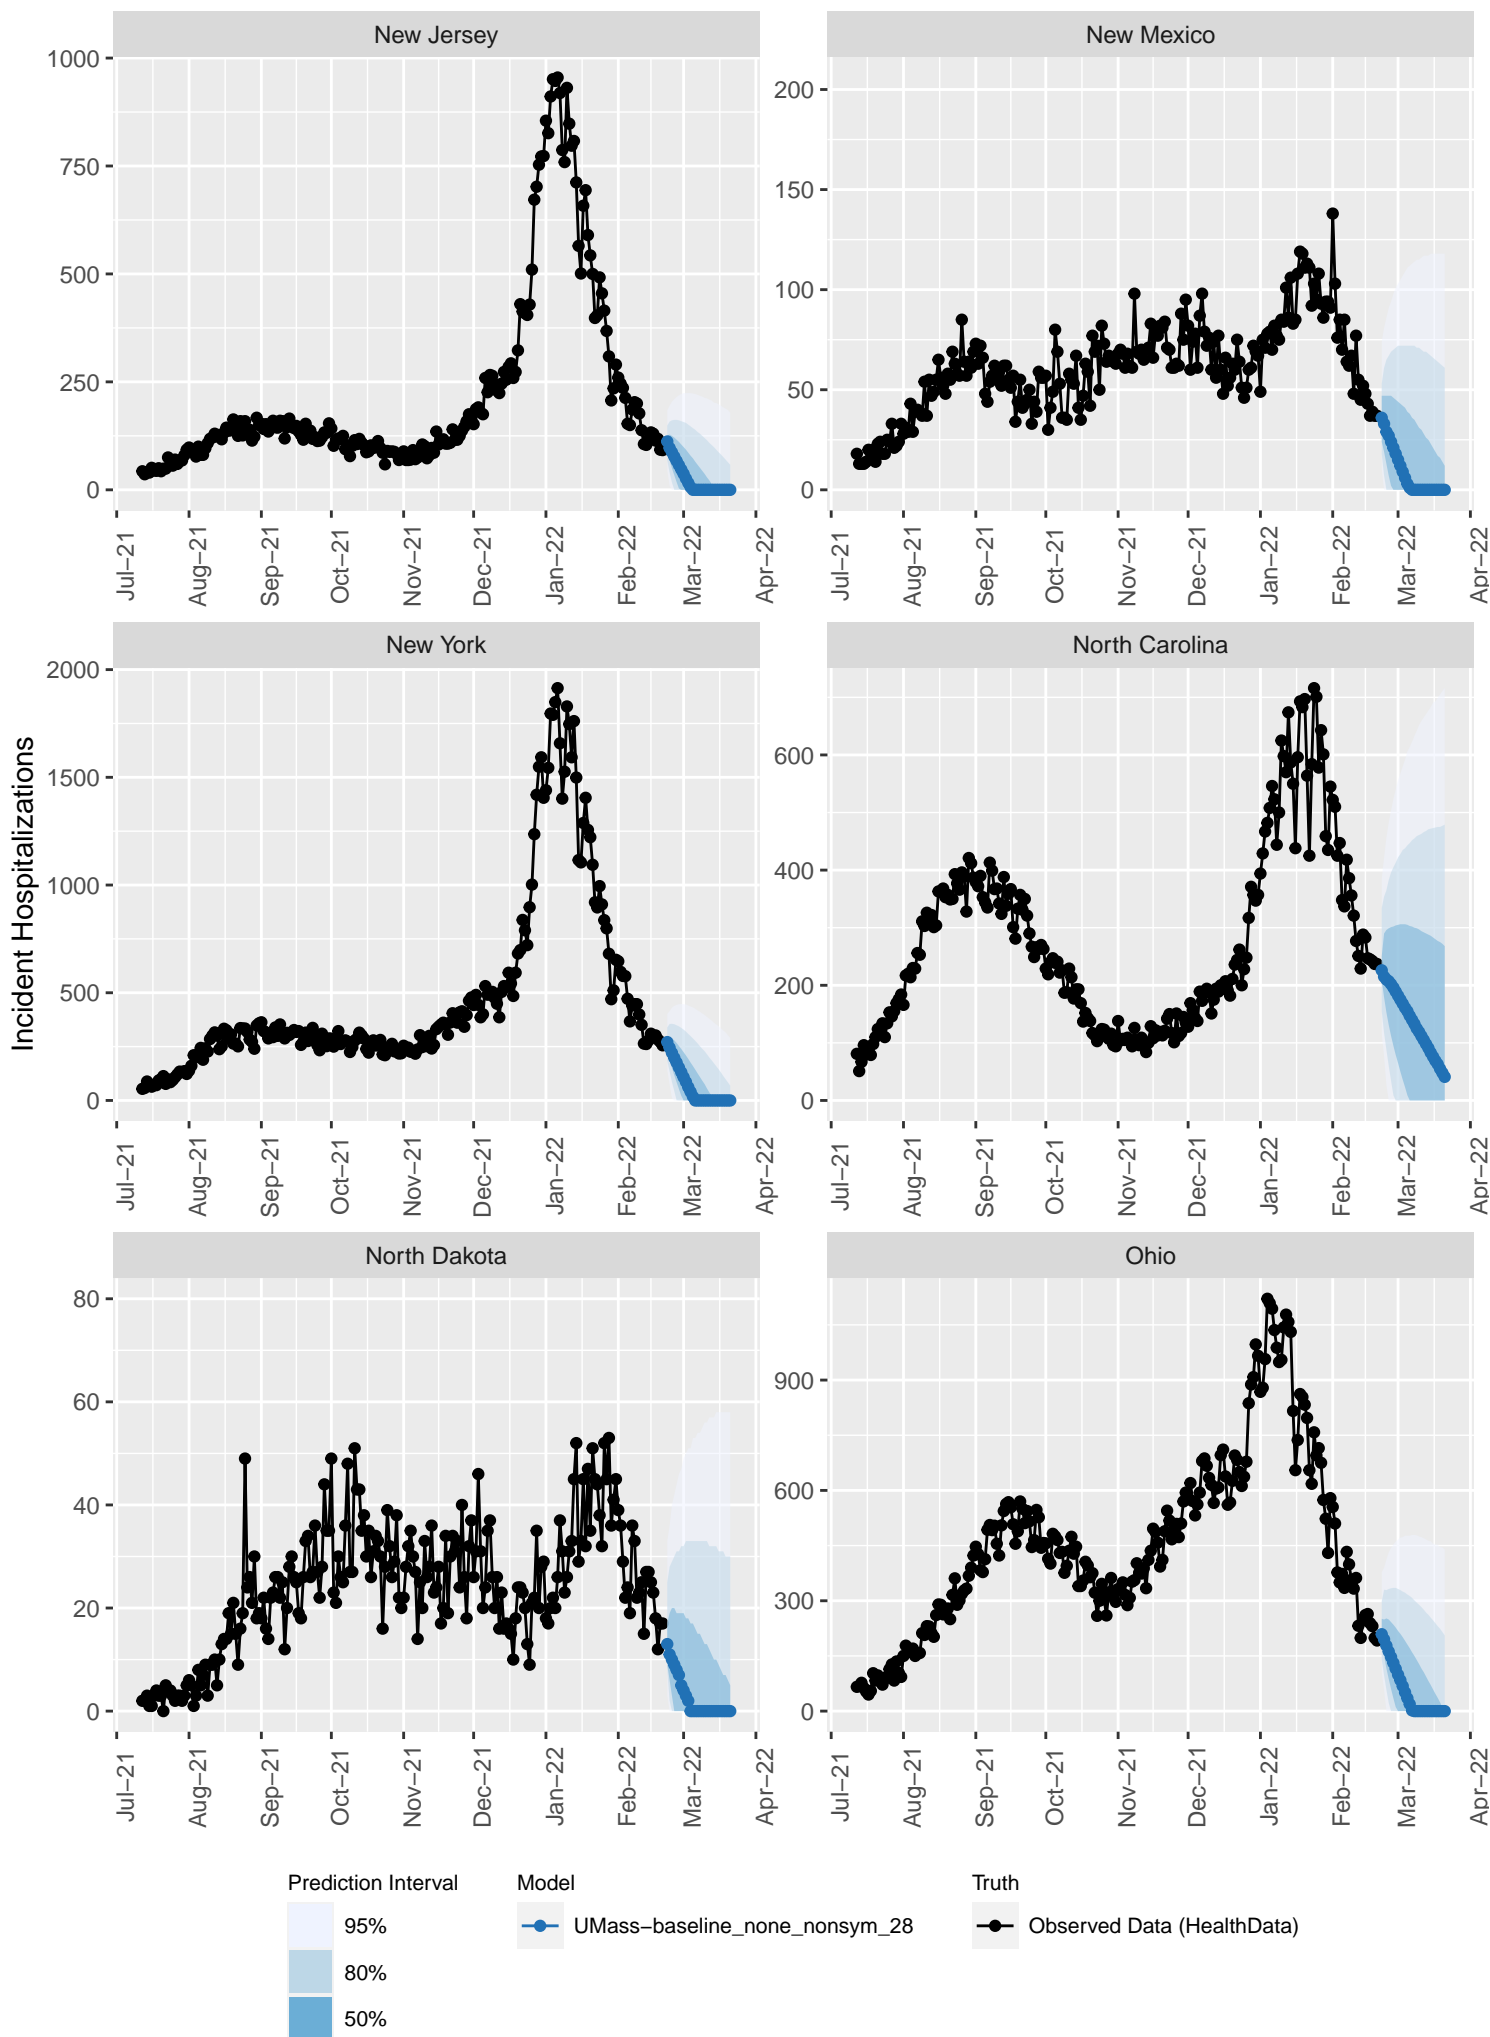 New Jersey
New Mexico
1000
750
500
250
0
200
150
100
50
0
Jul−21
Aug−21
Sep−21
Oct−21
Nov−21
Dec−21
Jan−22
Feb−22
Mar−22
Apr−22
Jul−21
Aug−21
Sep−21
Oct−21
Nov−21
Dec−21
Jan−22
Feb−22
Mar−22
Apr−22
New York
North Carolina
Incident Hospitalizations
2000
1500
1000
500
0
600
400
200
0
Jul−21
Aug−21
Sep−21
Oct−21
Nov−21
Dec−21
Jan−22
Feb−22
Mar−22
Apr−22
Jul−21
Aug−21
Sep−21
Oct−21
Nov−21
Dec−21
Jan−22
Feb−22
Mar−22
Apr−22
North Dakota
Ohio
80
60
40
20
0
900
600
300
0
Jul−21
Aug−21
Sep−21
Oct−21
Nov−21
Dec−21
Jan−22
Feb−22
Mar−22
Apr−22
Jul−21
Aug−21
Sep−21
Oct−21
Nov−21
Dec−21
Jan−22
Feb−22
Mar−22
Apr−22
Prediction Interval
95%
80%
50%
Model
UMass−baseline_none_nonsym_28
Truth
Observed Data (HealthData)